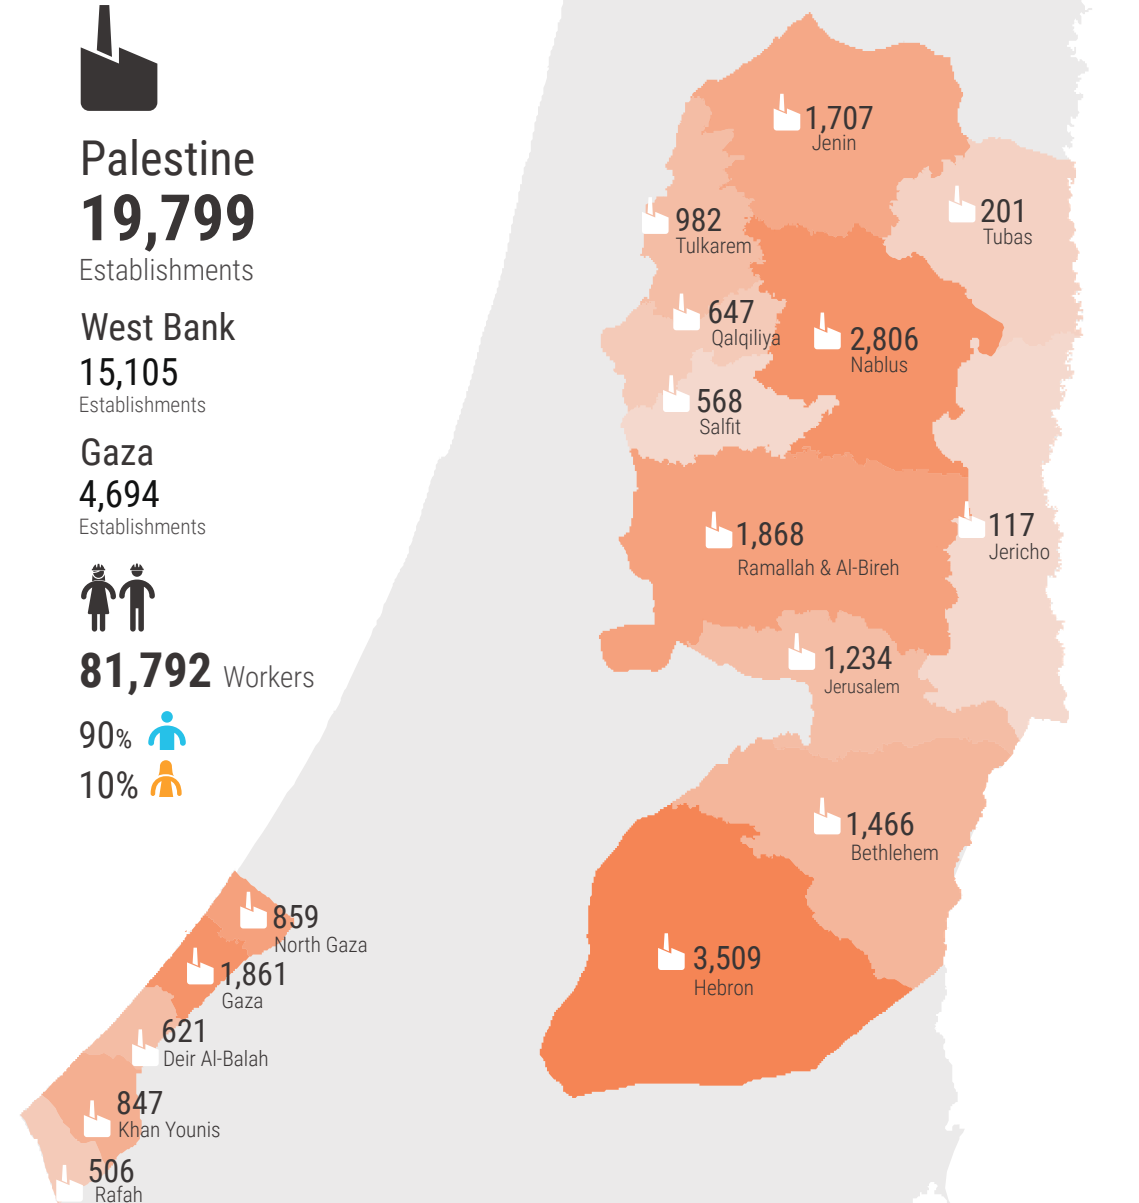 Palestine
19,799
Establishments
West Bank
15,105
Establishments
Gaza
4,694
Establishments
81,792 Workers
90%
10%
1,707
Jenin
982
Tulkarem
201
Tubas
647
Qalqiliya
2,806
Nablus
568
Salfit
1,868
Ramallah & Al-Bireh
117
Jericho
1,234
Jerusalem
1,466
Bethlehem
3,509
Hebron
859
North Gaza
1,861
Gaza
621
Deir Al-Balah
847
Khan Younis
506
Rafah